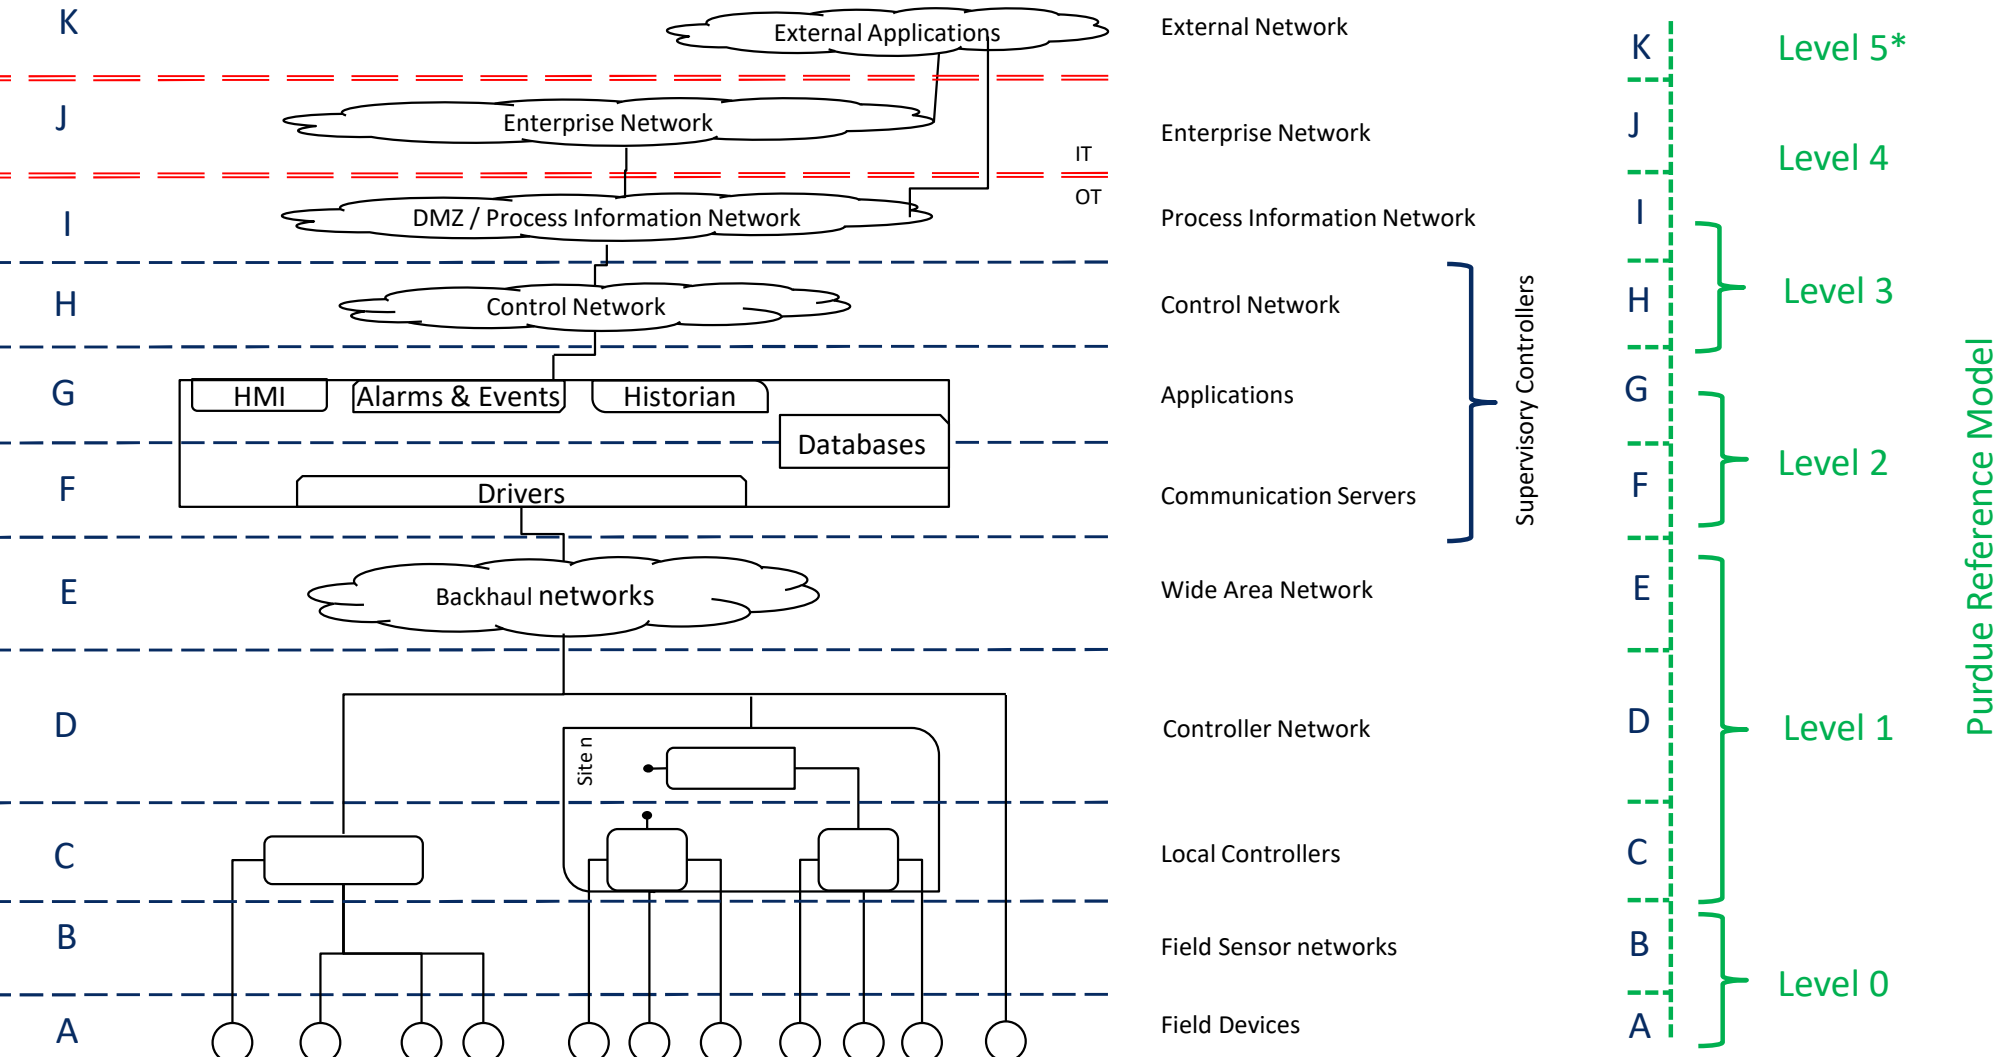 K
External Applications
External Network
K
Level 5*
J
Enterprise Network
Enterprise Network
J
IT
Level 4
OT
I
DMZ / Process Information Network
Process Information Network
I
H
Control Network
Control Network
H
Level 3
G
HMI
Alarms & Events
Historian
Applications
G
Databases
Supervisory Controllers
Level 2
F
Drivers
Communication Servers
F
E
Backhaul networks
Wide Area Network
E
Purdue Reference Model
D
Site n
Controller Network
D
Level 1
C
Local Controllers
C
B
Field Sensor networks
B
Level 0
A
Field Devices
A